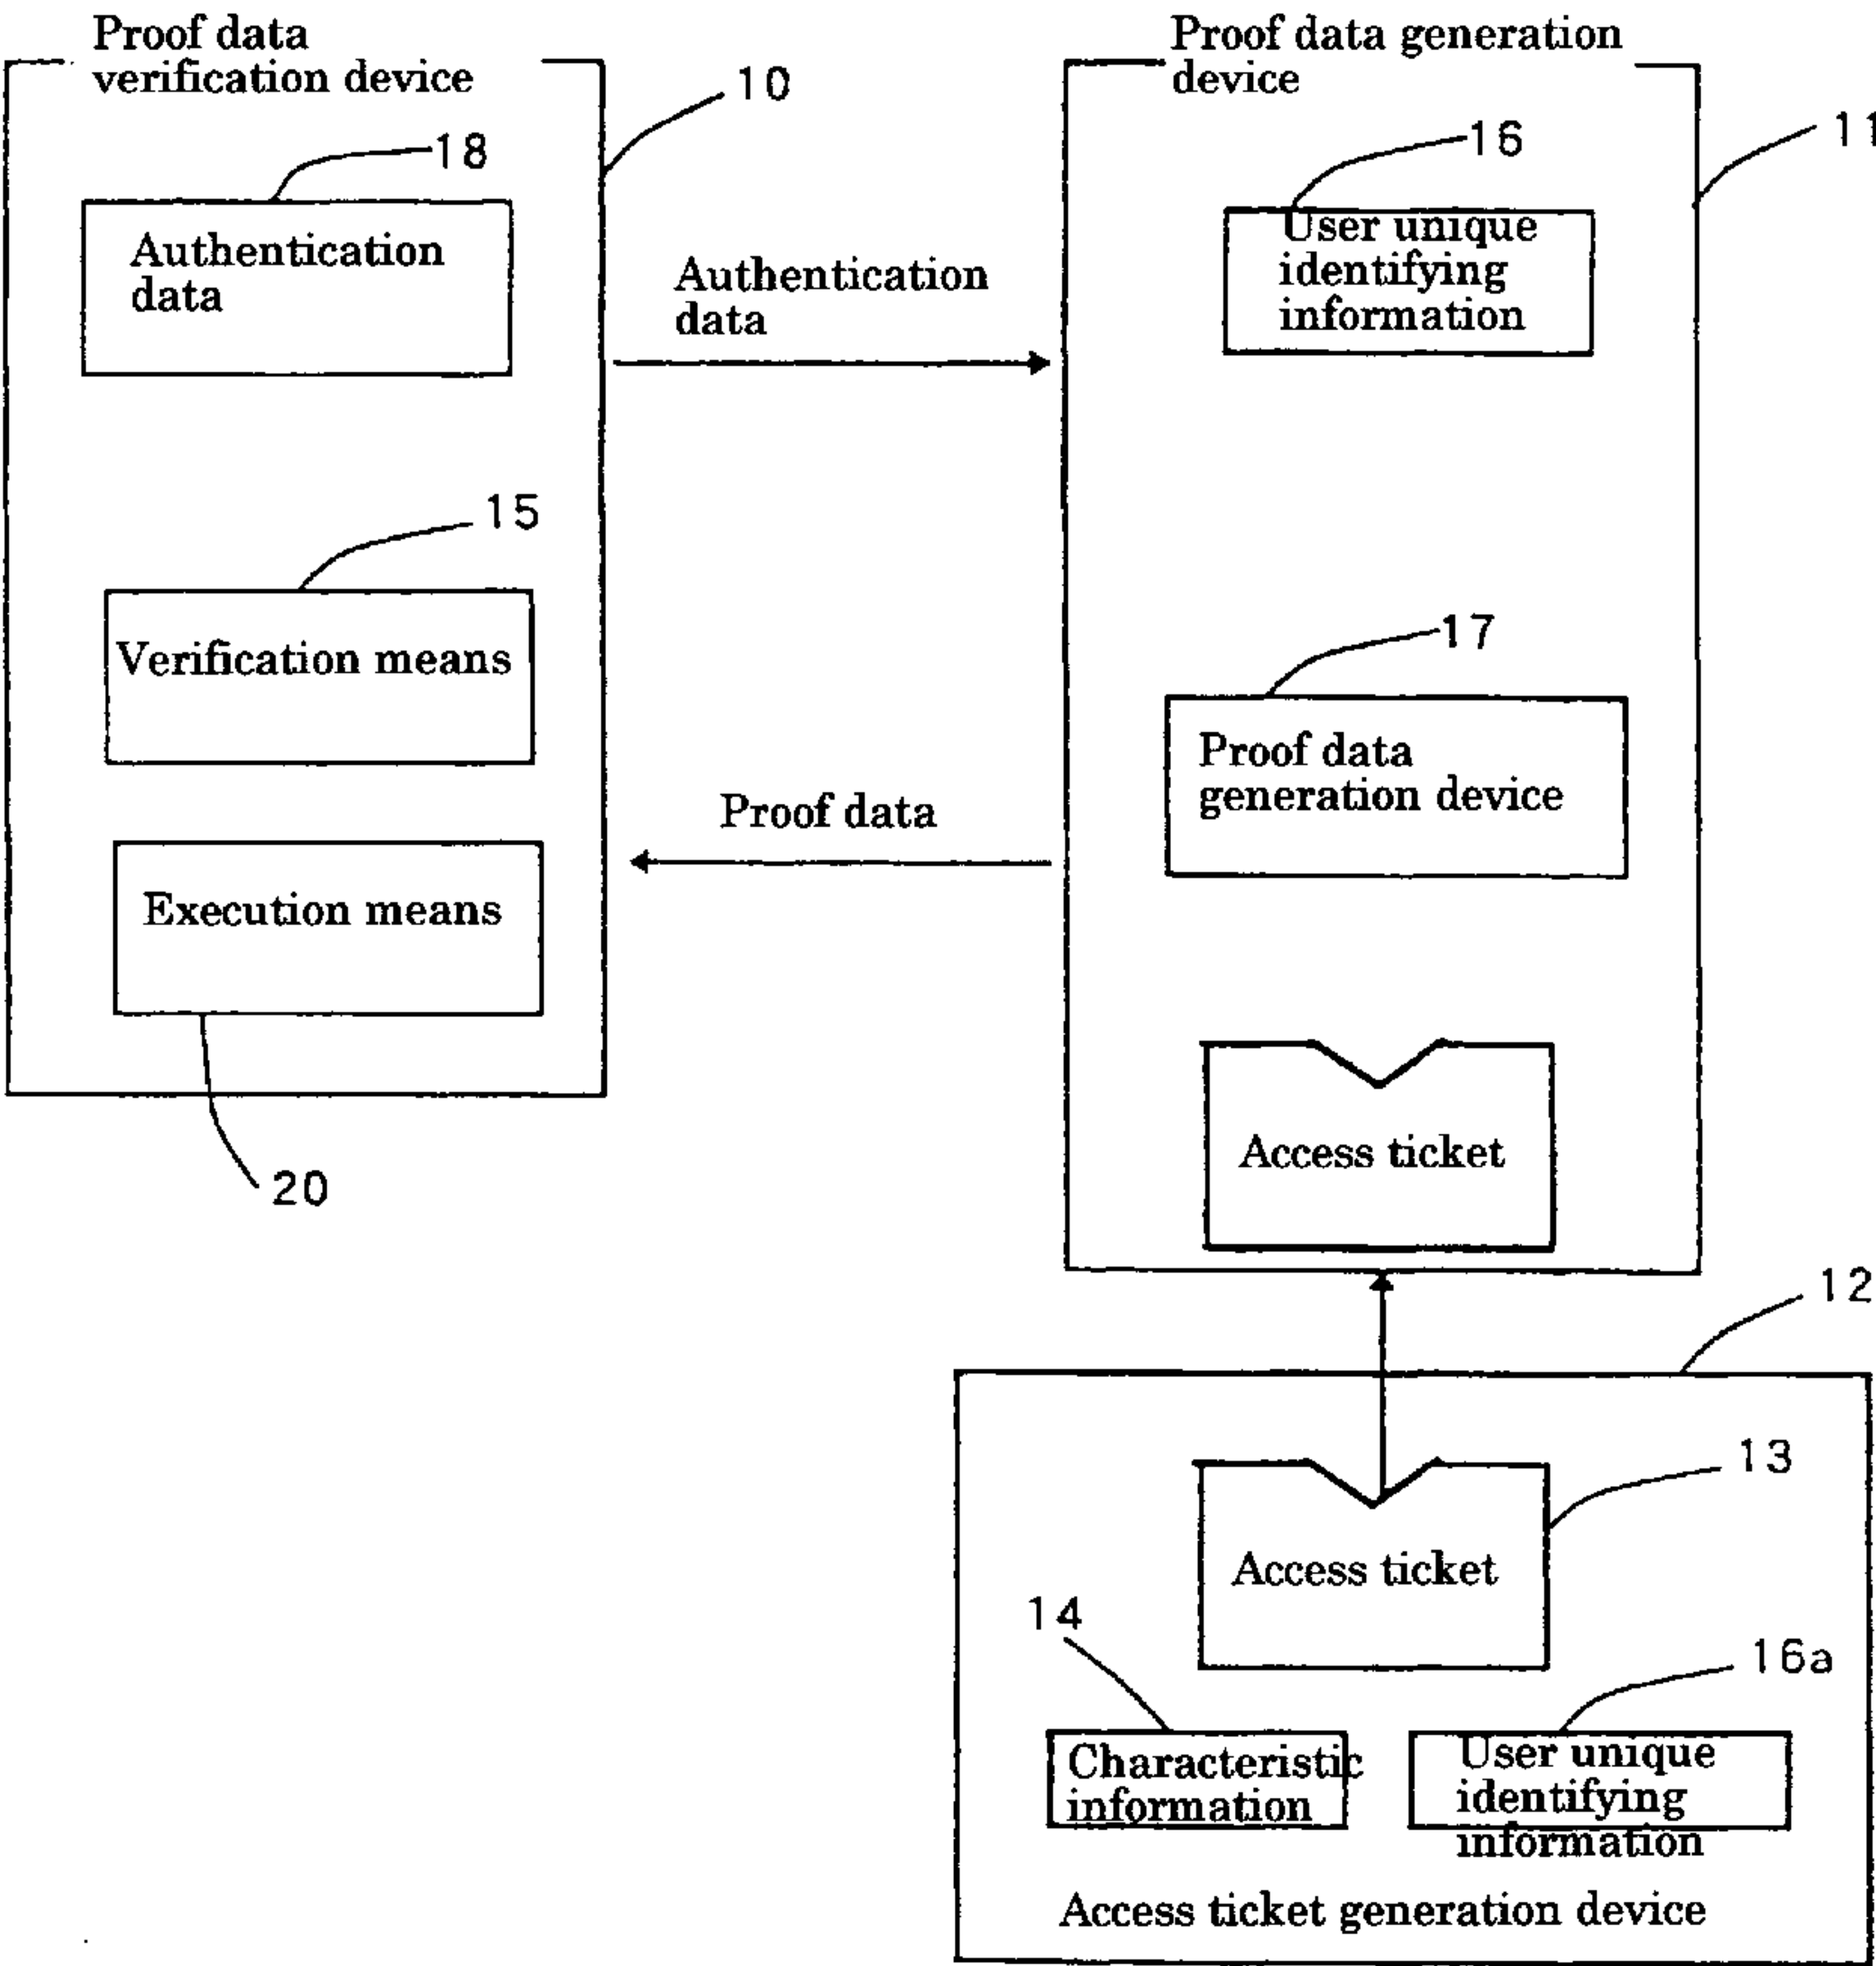 Proof data
verification device
10
18
Authentication
data
15
Verification means
Execution means
20
Authentication
data
Proof data
Proof data generation
device
11
16
User unique
identifying
information
17
Proof data
generation device
Access ticket
12
13
Access ticket
14
16a
Characteristic
information
User unique
identifying
information
Access ticket generation device